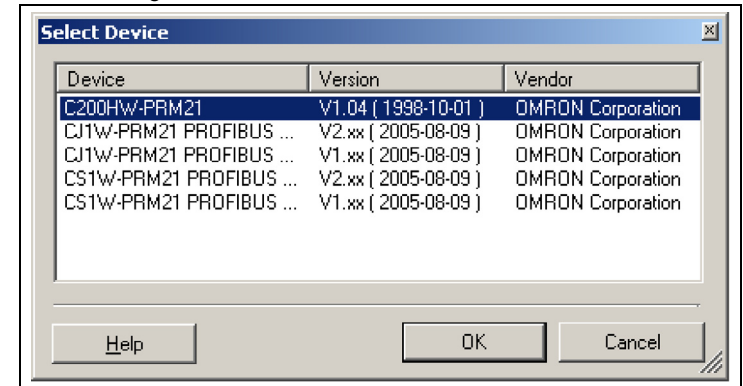 Select Device
Device Version Vendor
C200HW-PRM21 V1.04 ( 1998-10-01 ) OMRON Corporation
CJ1W-PRM21 PROFIBUS ... V2.xx ( 2005-08-09 ) OMRON Corporation
CJ1W-PRM21 PROFIBUS ... V1.xx ( 2005-08-09 ) OMRON Corporation
CS1W-PRM21 PROFIBUS ... V2.xx ( 2005-08-09 ) OMRON Corporation
CS1W-PRM21 PROFIBUS ... V1.xx ( 2005-08-09 ) OMRON Corporation
Help OK Cancel